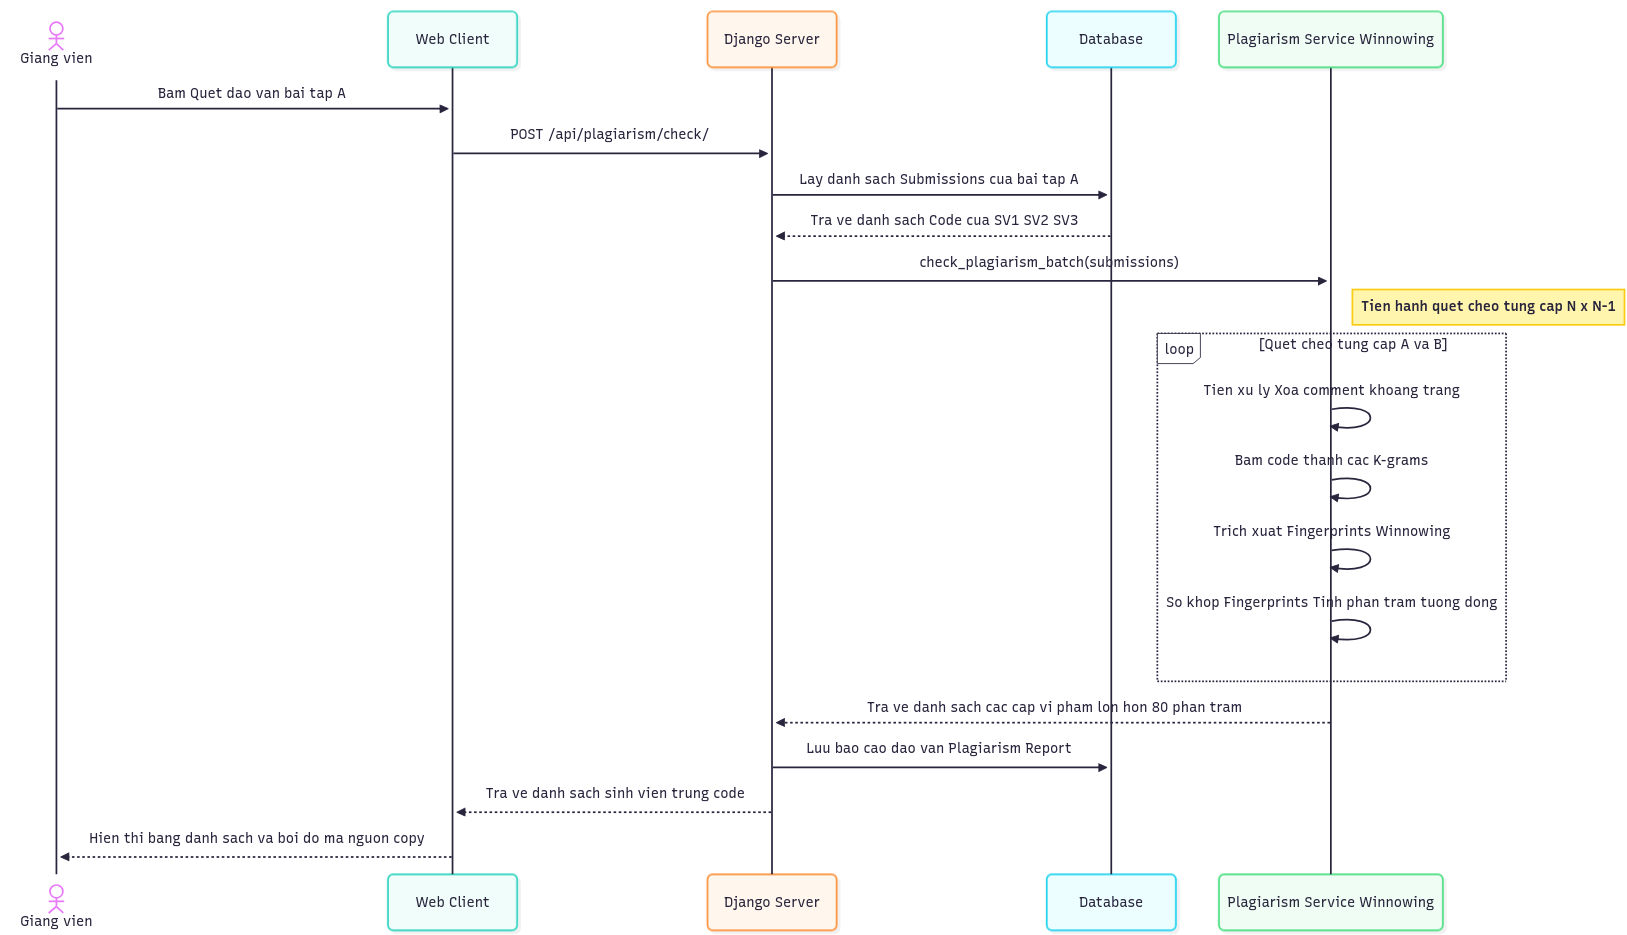 Giang vien
Web Client
Django Server
Database
Plagiarism Service Winnowing
Bam Quet dao van bai tap A
POST /api/plagiarism/check/
Lay danh sach Submissions cua bai tap A
Tra ve danh sach Code cua SV1 SV2 SV3
check_plagiarism_batch(submissions)
Tien hanh quet cheo tung cap N x N-1
loop
[Quet cheo tung cap A va B]
Tien xu ly Xoa comment khoang trang
Bam code thanh cac K-grams
Trich xuat Fingerprints Winnowing
So khop Fingerprints Tinh phan tram tuong dong
Tra ve danh sach cac cap vi pham lon hon 80 phan tram
Luu bao cao dao van Plagiarism Report
Tra ve danh sach sinh vien trung code
Hien thi bang danh sach va boi do ma nguon copy
Giang vien
Web Client
Django Server
Database
Plagiarism Service Winnowing